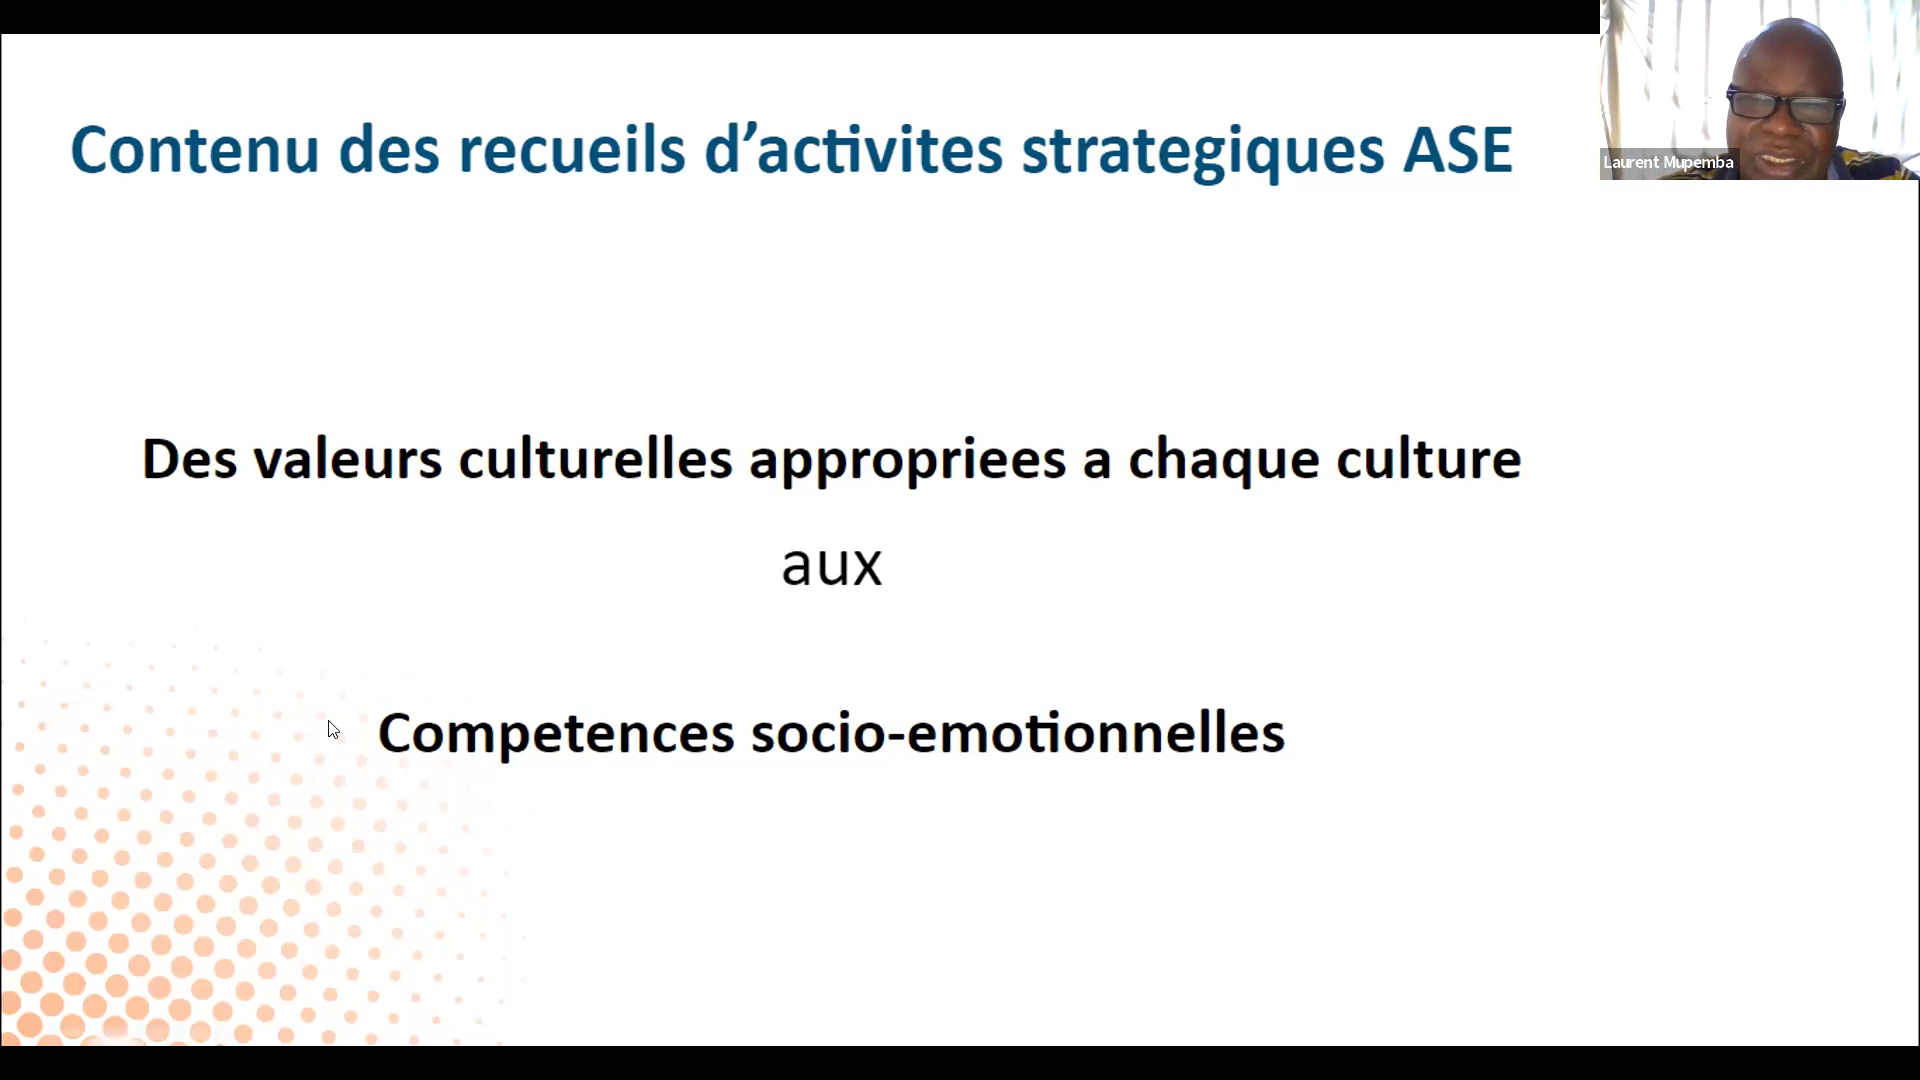 Contenu des recueils d’activites strategiques ASE
Laurent Mupemba
Des valeurs culturelles appropriees a chaque culture
aux
Competences socio-emotionnelles